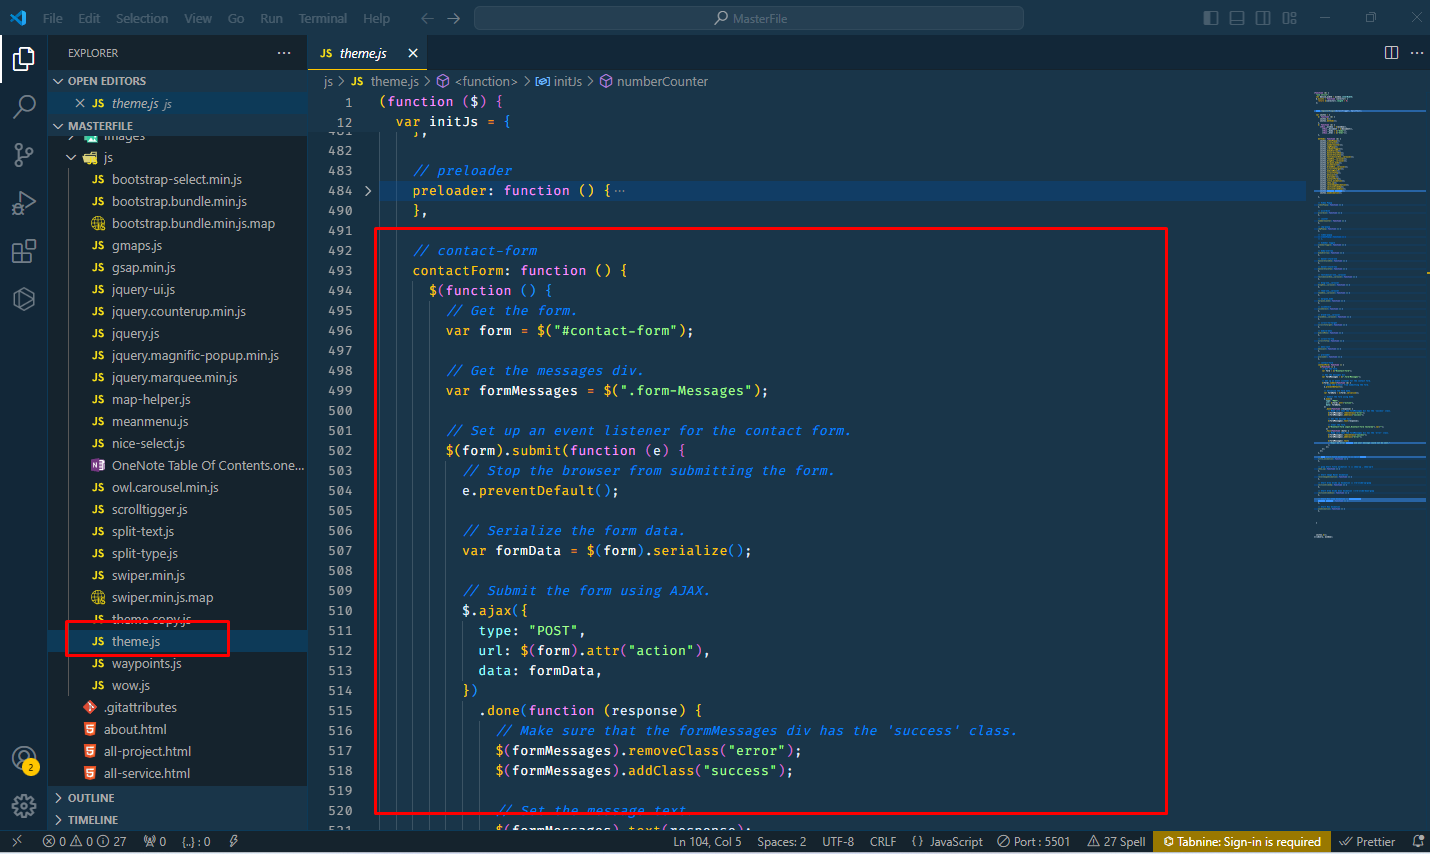 File Edit Selection View Go Run Terminal Help
MasterFile
EXPLORER
OPEN EDITORS
JS theme.js js
MASTERFILE
images
js
JS bootstrap-select.min.js
JS bootstrap.bundle.min.js
bootstrap.bundle.min.js.map
JS gmaps.js
JS gsap.min.js
JS jquery-ui.js
JS jquery.counterup.min.js
JS jquery.js
JS jquery.magnific-popup.min.js
JS jquery.marquee.min.js
JS map-helper.js
JS meanmenu.js
JS nice-select.js
OneNote Table Of Contents.one...
JS owl.carousel.min.js
JS scrolltigger.js
JS split-text.js
JS split-type.js
JS swiper.min.js
swiper.min.js.map
JS theme copy.js
JS theme.js
JS waypoints.js
JS wow.js
.gitattributes
about.html
all-project.html
all-service.html
OUTLINE
TIMELINE
2
JS theme.js
js > JS theme.js > <function> > initJs > numberCounter
1 (function ($) {
12 var initJs = {
481 },
482
483 // preloader
484 preloader: function () { ...
490 },
491
492 // contact-form
493 contactForm: function () {
494 $(function () {
495 // Get the form.
496 var form = $("#contact-form");
497
498 // Get the messages div.
499 var formMessages = $(".form-Messages");
500
501 // Set up an event listener for the contact form.
502 $(form).submit(function (e) {
503 // Stop the browser from submitting the form.
504 e.preventDefault();
505
506 // Serialize the form data.
507 var formData = $(form).serialize();
508
509 // Submit the form using AJAX.
510 $.ajax({
511 type: "POST",
512 url: $(form).attr("action"),
513 data: formData,
514 })
515 .done(function (response) {
516 // Make sure that the formMessages div has the 'success' class.
517 $(formMessages).removeClass("error");
518 $(formMessages).addClass("success");
519
520 // Set the message text
521 $(formMessages).text(response);
0 0 27 0 {..} : 0
Ln 104, Col 5 Spaces: 2 UTF-8 CRLF {} JavaScript Port : 5501 27 Spell Tabnine: Sign-in is required Prettier